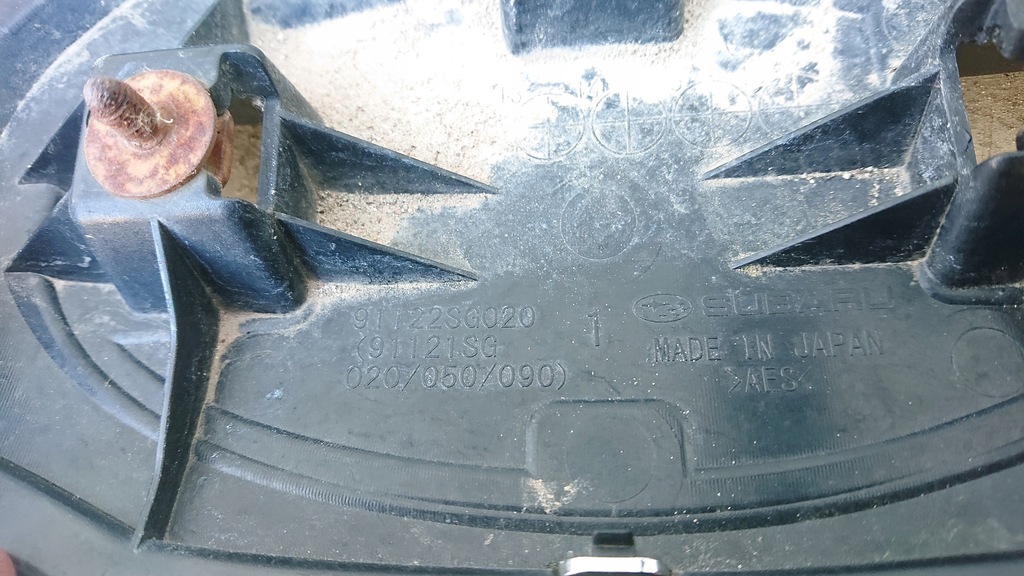 91122SG020
(91121SG
020/050/090)
1
SUBARU
MADE IN JAPAN
>AES<